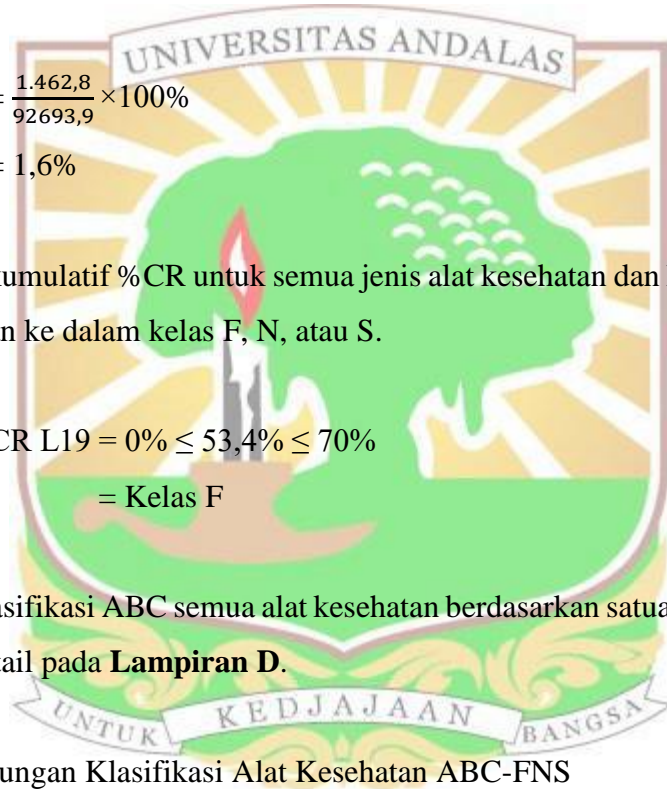 UNIVERSITAS ANDALAS
= 1.462,8 / 92693,9 ×100%
= 1,6%
kumulatif %CR untuk semua jenis alat kesehatan dan
n ke dalam kelas F, N, atau S.
CR L19 = 0% ≤ 53,4% ≤ 70%
= Kelas F
asifikasi ABC semua alat kesehatan berdasarkan satua
tail pada Lampiran D.
UNTUK KEDJAJAAN BANGSA
ungan Klasifikasi Alat Kesehatan ABC-FNS